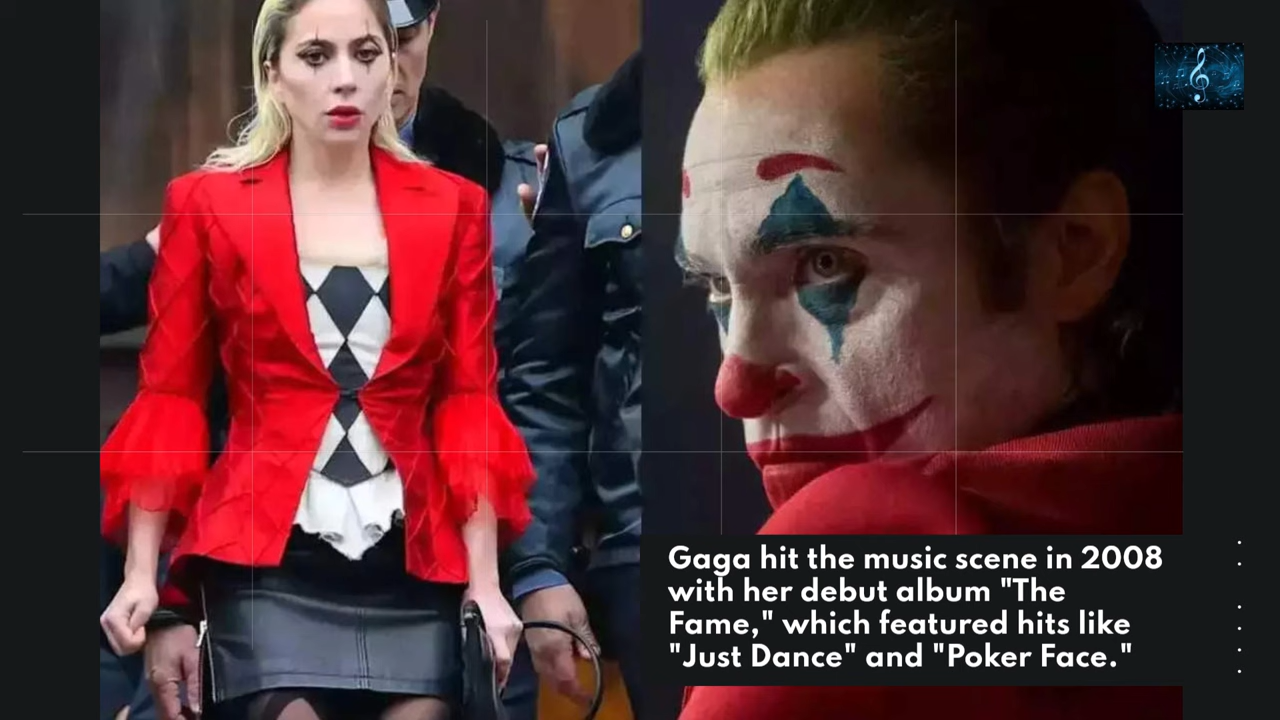 Gaga hit the music scene in 2008
with her debut album "The
Fame," which featured hits like
"Just Dance" and "Poker Face."